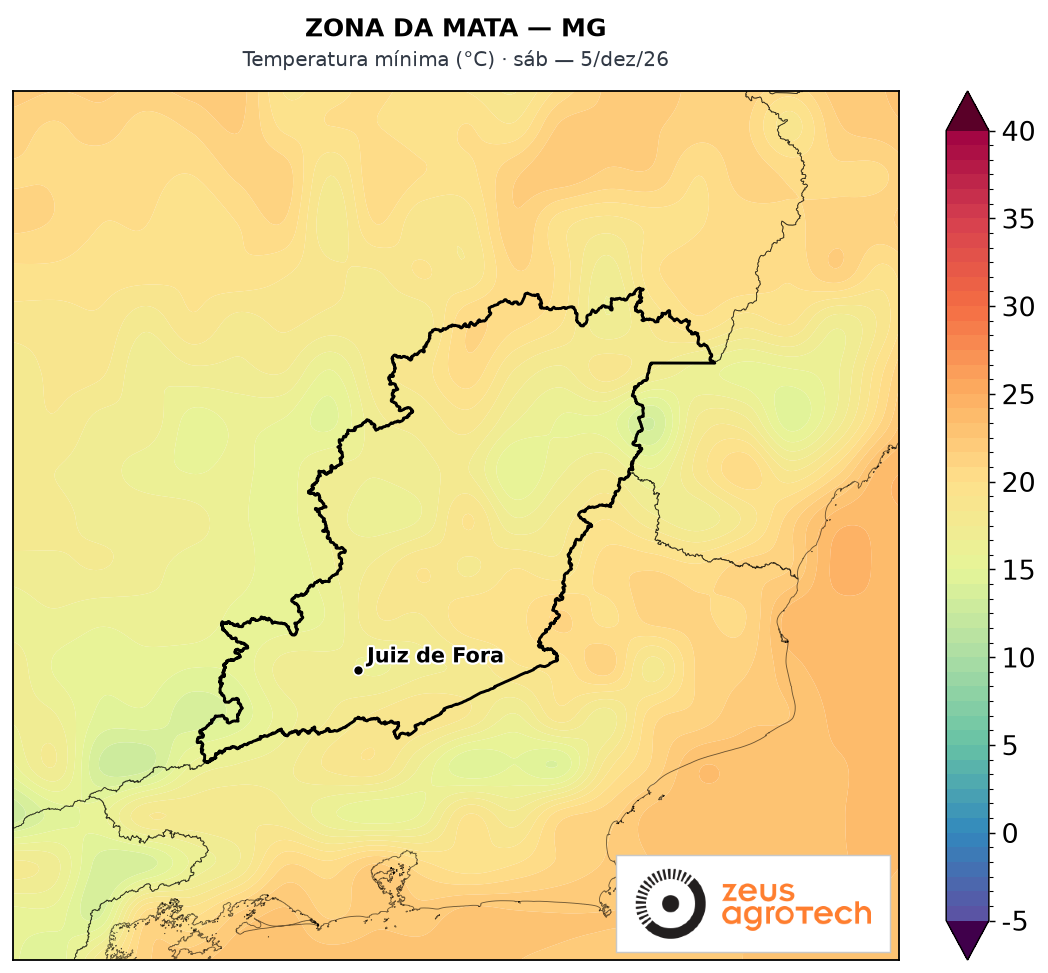 ZONA DA MATA — MG
Temperatura mínima (°C) · sáb — 5/dez/26
40
35
30
25
20
15
10
5
0
-5
Juiz de Fora
zeus
agrotech